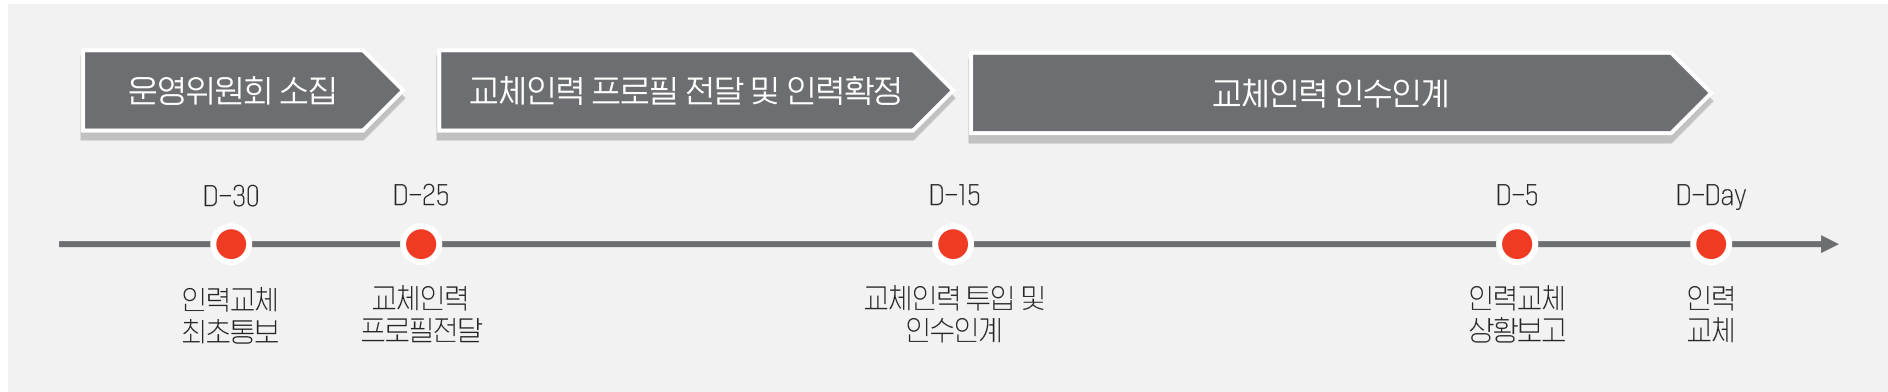 운영위원회 소집
교체인력 프로필 전달 및 인력확정
교체인력 인수인계
D-30
D-25
D-15
D-5
D-Day
인력교체
최초통보
교체인력
프로필전달
교체인력 투입 및
인수인계
인력교체
상황보고
인력
교체